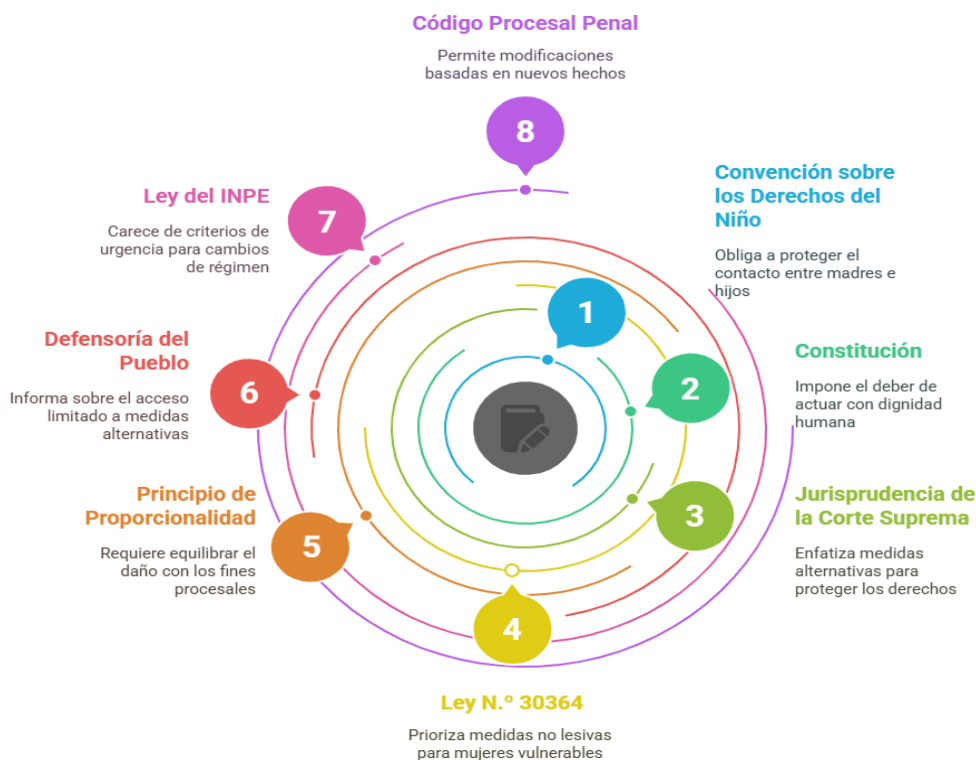 Código Procesal Penal
Permite modificaciones
basadas en nuevos hechos
8
Convención sobre
los Derechos del
Niño
Obliga a proteger el
contacto entre madres e
hijos
1
Constitución
Impone el deber de
actuar con dignidad
humana
2
Jurisprudencia de
la Corte Suprema
Enfatiza medidas
alternativas para
proteger los derechos
3
4
Ley N.° 30364
Prioriza medidas no lesivas
para mujeres vulnerables
Principio de
Proporcionalidad
Requiere equilibrar el
daño con los fines
procesales
5
Defensoría del
Pueblo
Informa sobre el acceso
limitado a medidas
alternativas
6
Ley del INPE
Carece de criterios de
urgencia para cambios
de régimen
7